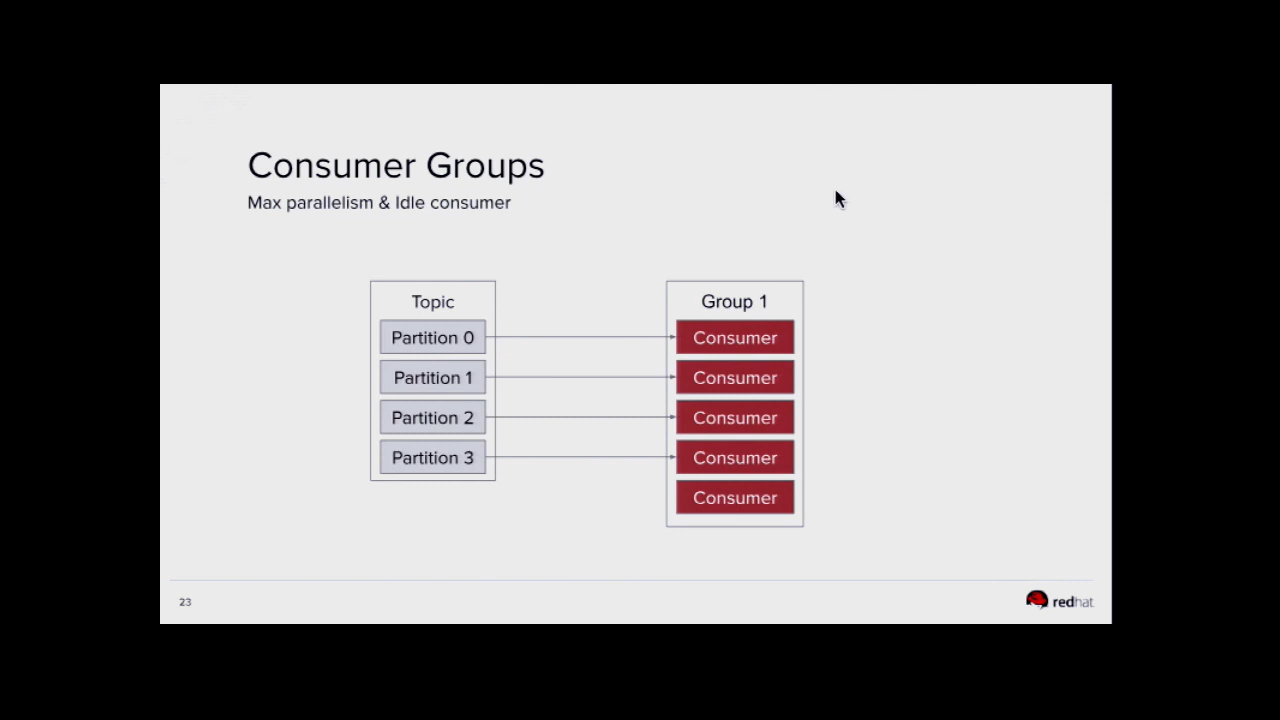 Consumer Groups
Max parallelism & Idle consumer
Topic
Partition 0
Partition 1
Partition 2
Partition 3
Group 1
Consumer
Consumer
Consumer
Consumer
Consumer
23
redhat